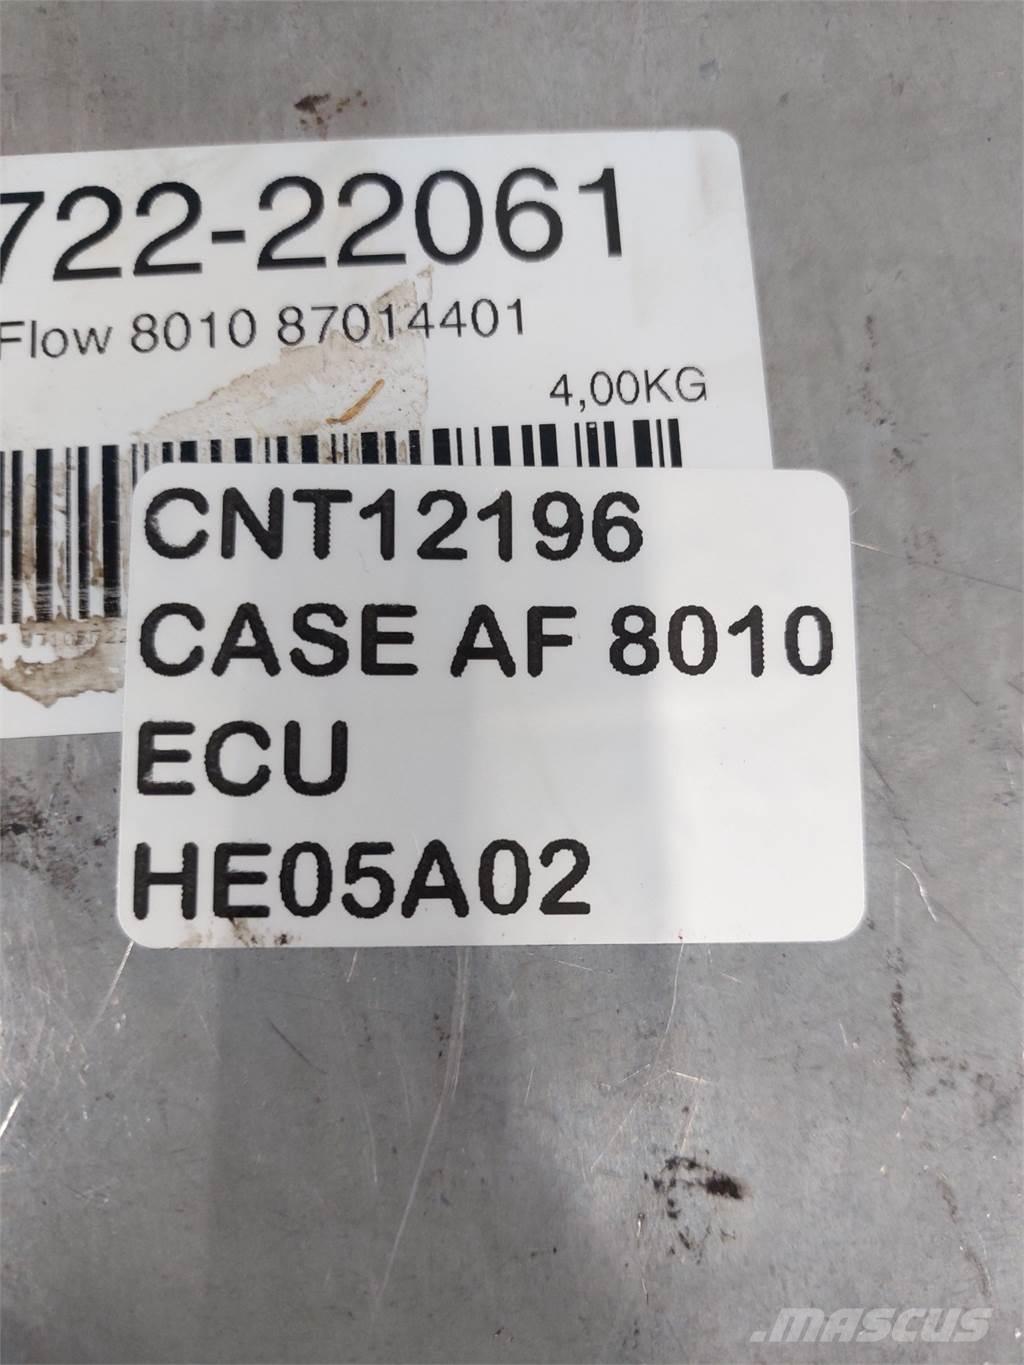 722-22061
Flow 8010 87014401
4,00KG
CNT12196
CASE AF 8010
ECU
HE05A02
MASCUS